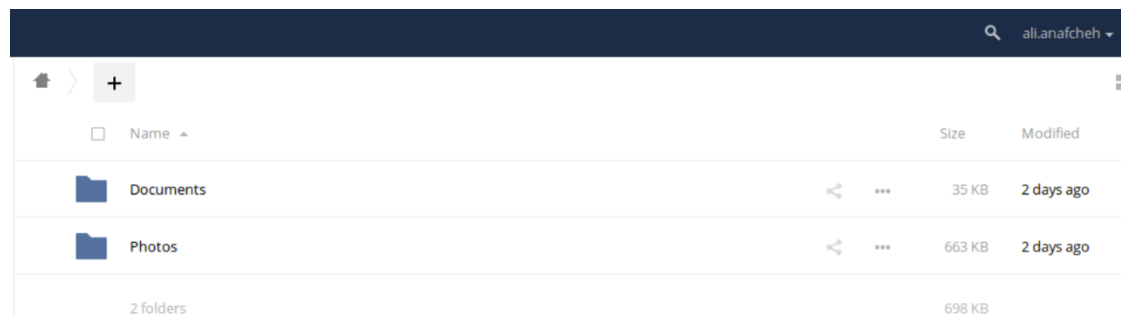 ali.anafcheh
+
Name Size Modified
Documents 35 KB 2 days ago
Photos 663 KB 2 days ago
2 folders 698 KB